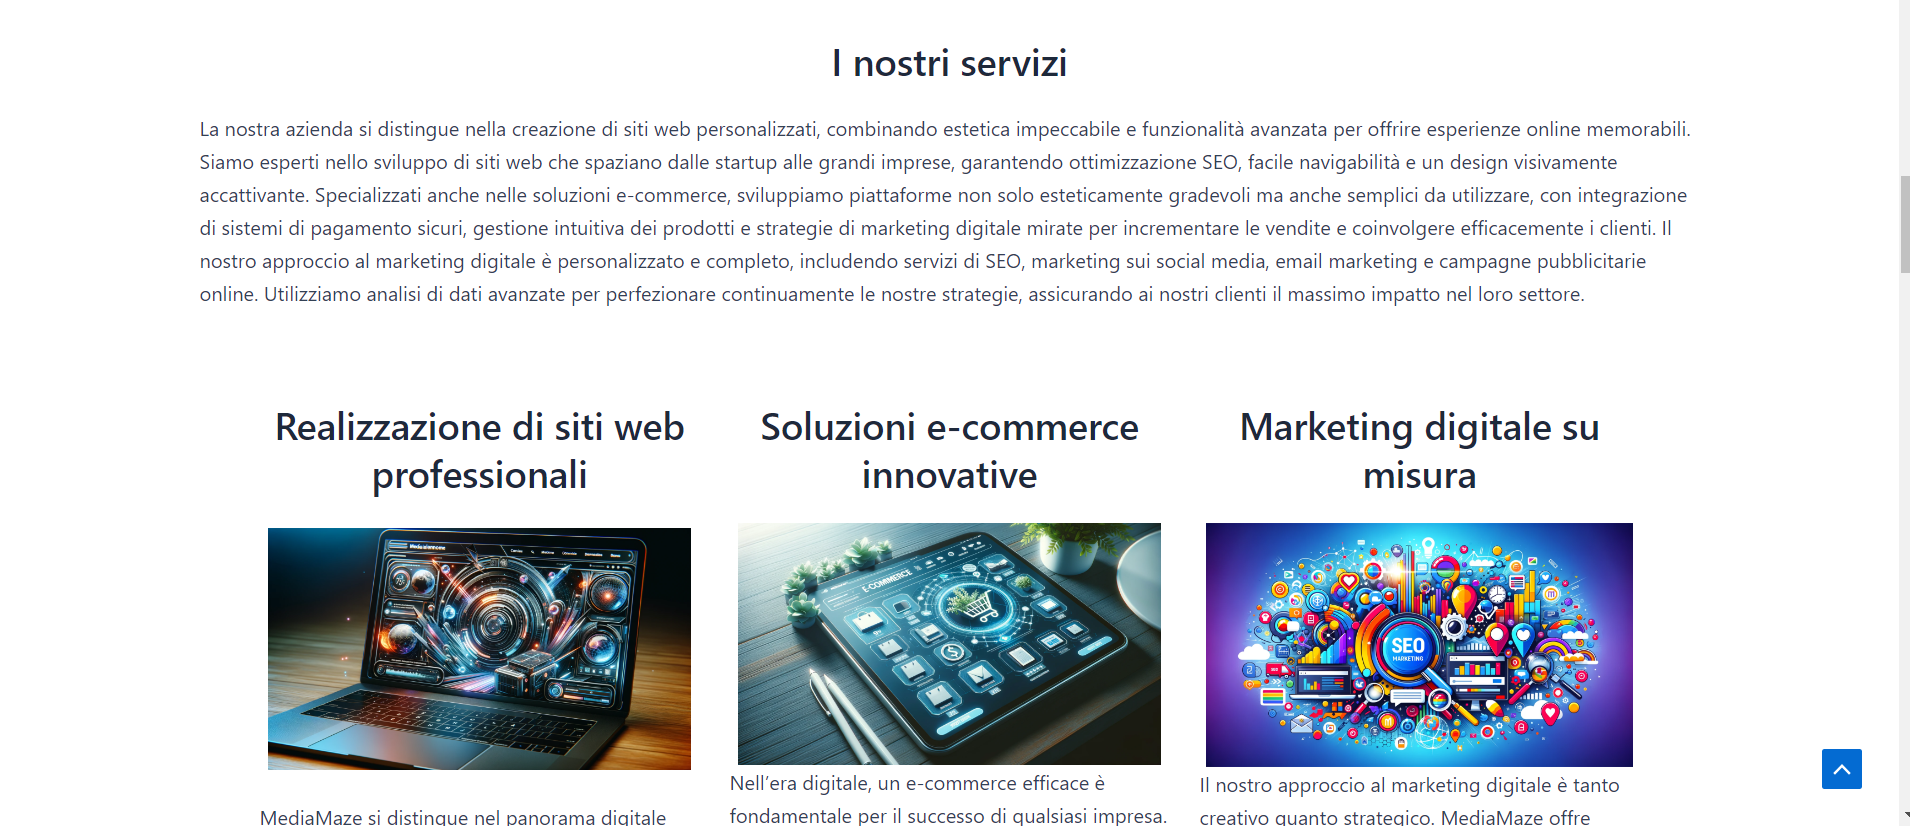 I nostri servizi
La nostra azienda si distingue nella creazione di siti web personalizzati, combinando estetica impeccabile e funzionalità avanzata per offrire esperienze online memorabili.
Siamo esperti nello sviluppo di siti web che spaziano dalle startup alle grandi imprese, garantendo ottimizzazione SEO, facile navigabilità e un design visivamente
accattivante. Specializzati anche nelle soluzioni e-commerce, sviluppiamo piattaforme non solo esteticamente gradevoli ma anche semplici da utilizzare, con integrazione
di sistemi di pagamento sicuri, gestione intuitiva dei prodotti e strategie di marketing digitale mirate per incrementare le vendite e coinvolgere efficacemente i clienti. Il
nostro approccio al marketing digitale è personalizzato e completo, includendo servizi di SEO, marketing sui social media, email marketing e campagne pubblicitarie
online. Utilizziamo analisi di dati avanzate per perfezionare continuamente le nostre strategie, assicurando ai nostri clienti il massimo impatto nel loro settore.
Realizzazione di siti web
professionali
MediaMaze si distingue nel panorama digitale
Soluzioni e-commerce
innovative
E-COMMERCE
Nell'era digitale, un e-commerce efficace è
fondamentale per il successo di qualsiasi impresa.
Marketing digitale su
misura
SEO
MARKETING
Il nostro approccio al marketing digitale è tanto
creativo quanto strategico. MediaMaze offre